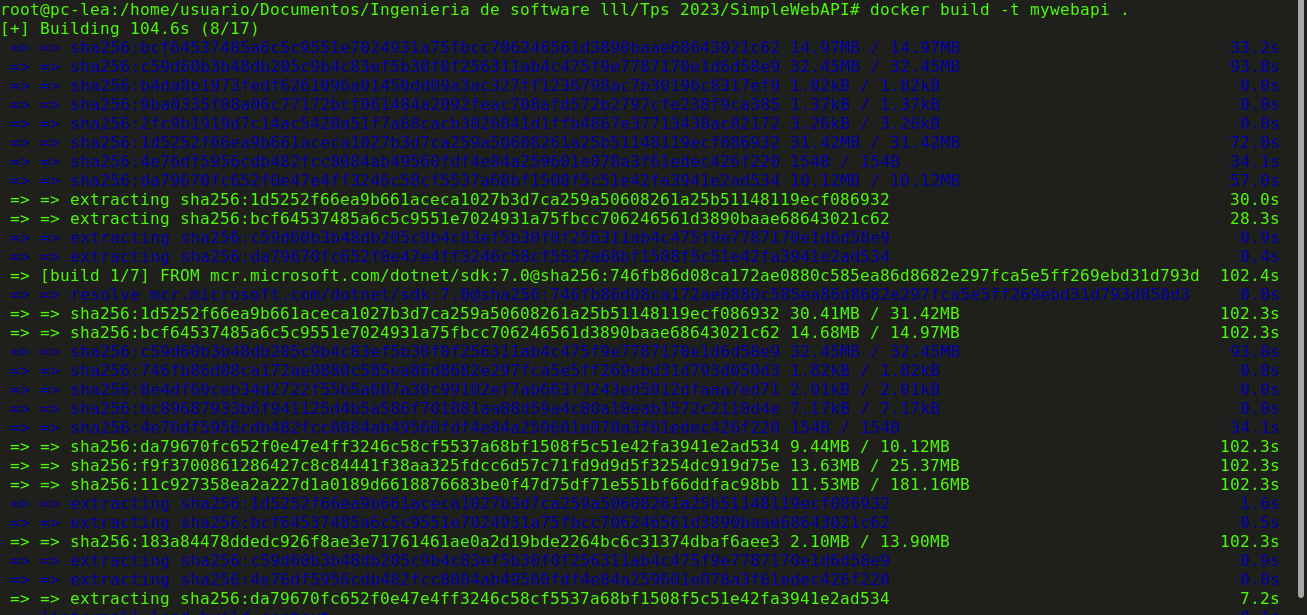 root@pc-lea:/home/usuario/Documentos/Ingenieria de software lll/Tps 2023/SimpleWebAPI# docker build -t mywebapi .
[+] Building 104.6s (8/17)
=> => sha256:bcf64537485a6c5c9551e7024931a75fbcc706246561d3890baae68643021c62 14.97MB / 14.97MB 33.2s
=> => sha256:c59d60b3b48db205c9b4c83ef5b30f0f256311ab4c475f9e7787170e1d6d58e9 32.45MB / 32.45MB 93.8s
=> => sha256:b4da8b1973fedf6261096a01450dd09a3ac327ff1236798ac7b30196c8317ef9 1.82kB / 1.82kB 0.0s
=> => sha256:9ba0335f08a06c77172bcf061484a2092feac708afd572b2797cfe238f9ca385 1.37kB / 1.37kB 0.0s
=> => sha256:2fc9b1919d7c14ac5428a51f7a68cacb3026841d1ffb4867e37713438ac82172 3.26kB / 3.26kB 0.0s
=> => sha256:1d5252f66ea9b661aceca1027b3d7ca259a50608261a25b51148119ecf086932 31.42MB / 31.42MB 72.0s
=> => sha256:4e76df5956cdb482fcc8084ab49560fdf4e84a259601e078a3f61edec426f220 154B / 154B 34.1s
=> => sha256:da79670fc652f0e47e4ff3246c58cf5537a68bf1508f5c51e42fa3941e2ad534 10.12MB / 10.12MB 57.0s
=> => extracting sha256:1d5252f66ea9b661aceca1027b3d7ca259a50608261a25b51148119ecf086932 30.0s
=> => extracting sha256:bcf64537485a6c5c9551e7024931a75fbcc706246561d3890baae68643021c62 28.3s
=> => extracting sha256:c59d60b3b48db205c9b4c83ef5b30f0f256311ab4c475f9e7787170e1d6d58e9 0.9s
=> => extracting sha256:da79670fc652f0e47e4ff3246c58cf5537a68bf1508f5c51e42fa3941e2ad534 0.4s
=> [build 1/7] FROM mcr.microsoft.com/dotnet/sdk:7.0@sha256:746fb86d08ca172ae0880c585ea86d8682e297fca5e5ff269ebd31d793d 102.4s
=> => resolve mcr.microsoft.com/dotnet/sdk:7.0@sha256:746fb86d08ca172ae0880c585ea86d8682e297fca5e5ff269ebd31d793d050d3 0.0s
=> => sha256:1d5252f66ea9b661aceca1027b3d7ca259a50608261a25b51148119ecf086932 30.41MB / 31.42MB 102.3s
=> => sha256:bcf64537485a6c5c9551e7024931a75fbcc706246561d3890baae68643021c62 14.68MB / 14.97MB 102.3s
=> => sha256:c59d60b3b48db205c9b4c83ef5b30f0f256311ab4c475f9e7787170e1d6d58e9 32.45MB / 32.45MB 93.8s
=> => sha256:746fb86d08ca172ae0880c585ea86d8682e297fca5e5ff269ebd31d793d050d3 1.82kB / 1.82kB 0.0s
=> => sha256:8e4df60ceb34d2722f55b5a687a30c99102ef7ab663f3243ed5812dfaaa7ed71 2.01kB / 2.01kB 0.0s
=> => sha256:bc89687933b6f941125d4b5a586f701881aa88d59a4c80a10eab1572c2110d4e 7.17kB / 7.17kB 0.0s
=> => sha256:4e76df5956cdb482fcc8084ab49560fdf4e84a259601e078a3f61edec426f220 154B / 154B 34.1s
=> => sha256:da79670fc652f0e47e4ff3246c58cf5537a68bf1508f5c51e42fa3941e2ad534 9.44MB / 10.12MB 102.3s
=> => sha256:f9f3700861286427c8c84441f38aa325fdcc6d57c71fd9d9d5f3254dc919d75e 13.63MB / 25.37MB 102.3s
=> => sha256:11c927358ea2a227d1a0189d6618876683be0f47d75df71e551bf66ddfac98bb 11.53MB / 181.16MB 102.3s
=> => extracting sha256:1d5252f66ea9b661aceca1027b3d7ca259a50608261a25b51148119ecf086932 1.6s
=> => extracting sha256:bcf64537485a6c5c9551e7024931a75fbcc706246561d3890baae68643021c62 0.5s
=> => sha256:183a84478ddedc926f8ae3e71761461ae0a2d19bde2264bc6c31374dbaf6aee3 2.10MB / 13.90MB 102.3s
=> => extracting sha256:c59d60b3b48db205c9b4c83ef5b30f0f256311ab4c475f9e7787170e1d6d58e9 0.9s
=> => extracting sha256:4e76df5956cdb482fcc8084ab49560fdf4e84a259601e078a3f61edec426f220 0.0s
=> => extracting sha256:da79670fc652f0e47e4ff3246c58cf5537a68bf1508f5c51e42fa3941e2ad534 7.2s